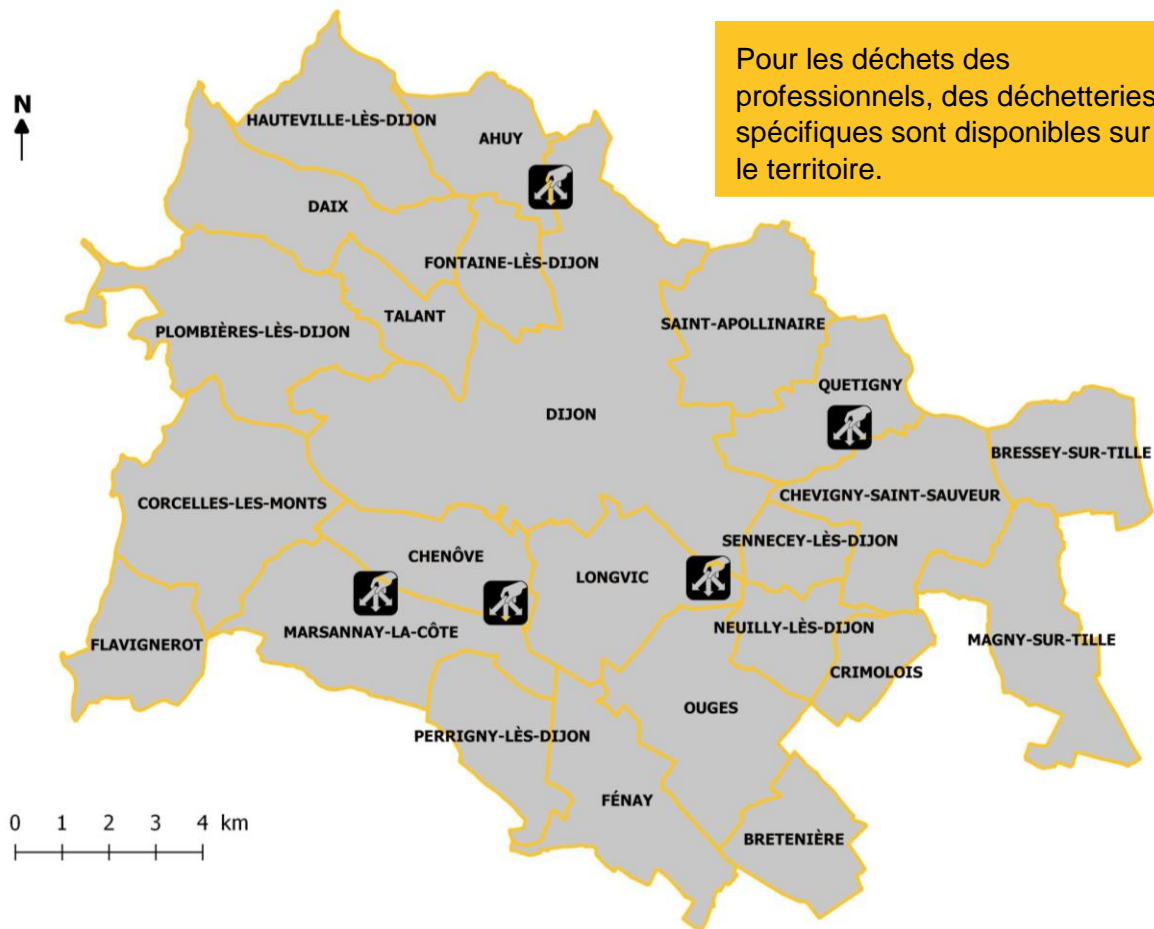 Pour les déchets des
professionnels, des déchetteries
spécifiques sont disponibles sur
le territoire.
N
HAUTEVILLE-LÈS-DIJON
AHUY
DAIX
FONTAINE-LÈS-DIJON
TALANT
PLOMBIÈRES-LÈS-DIJON
SAINT-APOLLINAIRE
QUETIGNY
DIJON
BRESSEY-SUR-TILLE
CORCELLES-LES-MONTS
CHEVIGNY-SAINT-SAUVEUR
SENNECEY-LÈS-DIJON
CHENÔVE
LONGVIC
MARSANNAY-LA-CÔTE
NEUILLY-LÈS-DIJON
FLAVIGNEROT
MAGNY-SUR-TILLE
CRIMOLOIS
OUGES
PERRIGNY-LÈS-DIJON
FÉNAY
BRETENIÈRE
0 1 2 3 4 km